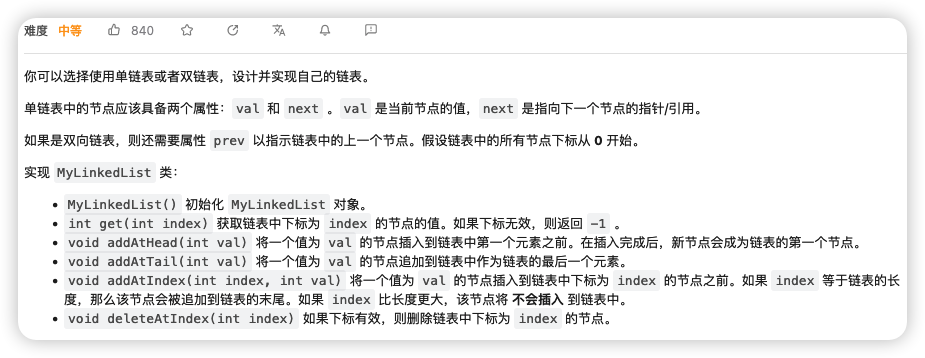 难度 中等 840
你可以选择使用单链表或者双链表，设计并实现自己的链表。
单链表中的节点应该具备两个属性：val 和 next 。val 是当前节点的值，next 是指向下一个节点的指针/引用。
如果是双向链表，则还需要属性 prev 以指示链表中的上一个节点。假设链表中的所有节点下标从 0 开始。
实现 MyLinkedList 类：
• MyLinkedList() 初始化 MyLinkedList 对象。
• int get(int index) 获取链表中下标为 index 的节点的值。如果下标无效，则返回 -1 。
• void addAtHead(int val) 将一个值为 val 的节点插入到链表中第一个元素之前。在插入完成后，新节点会成为链表的第一个节点。
• void addAtTail(int val) 将一个值为 val 的节点追加到链表中作为链表的最后一个元素。
• void addAtIndex(int index, int val) 将一个值为 val 的节点插入到链表中下标为 index 的节点之前。如果 index 等于链表的长
度，那么该节点会被追加到链表的末尾。如果 index 比长度更大，该节点将 不会插入 到链表中。
• void deleteAtIndex(int index) 如果下标有效，则删除链表中下标为 index 的节点。